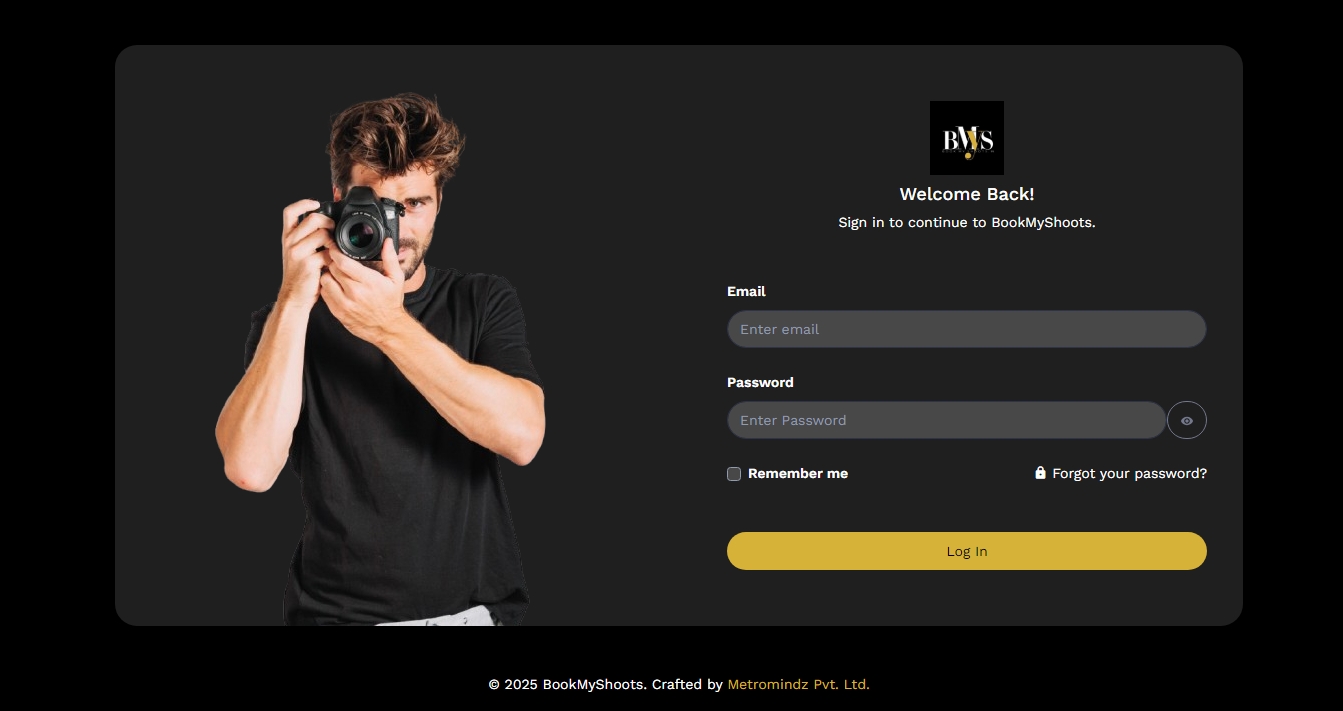 BMS
Welcome Back!
Sign in to continue to BookMyShoots.
Email
Enter email
Password
Enter Password
Remember me
Forgot your password?
Log In
© 2025 BookMyShoots. Crafted by Metromindz Pvt. Ltd.